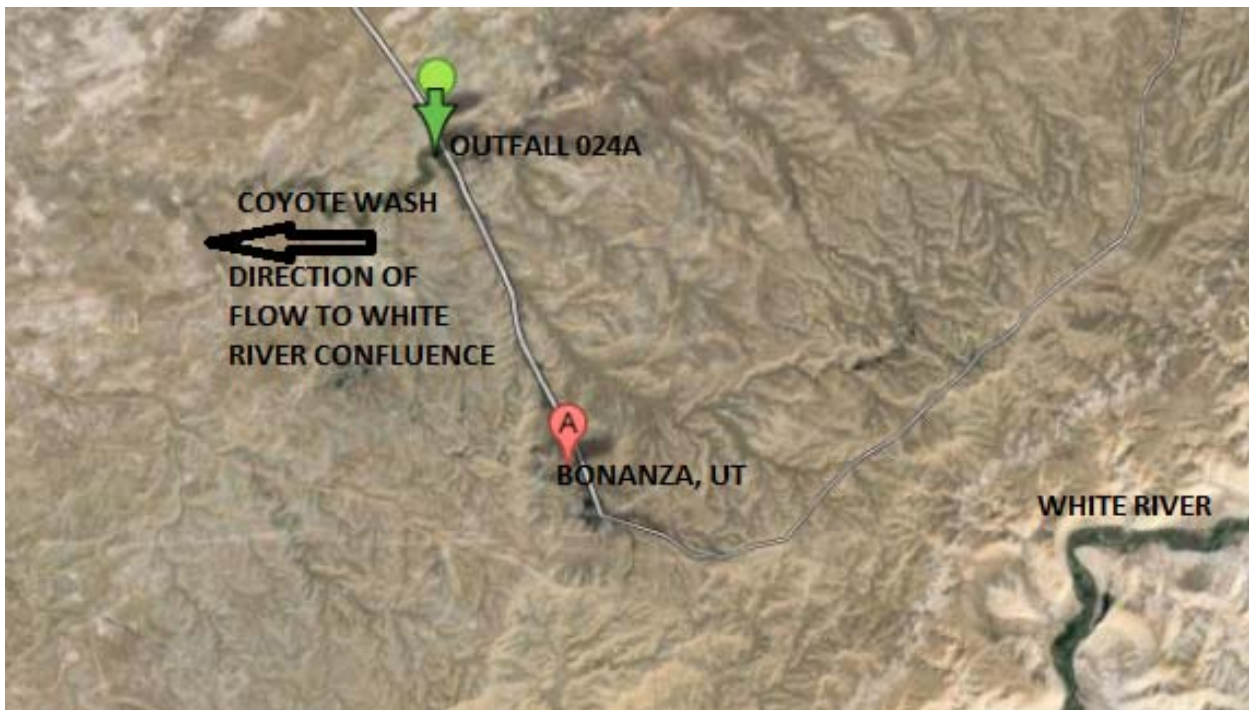 OUTFALL 024A
COYOTE WASH
DIRECTION OF
FLOW TO WHITE
RIVER CONFLUENCE
A
BONANZA, UT
WHITE RIVER